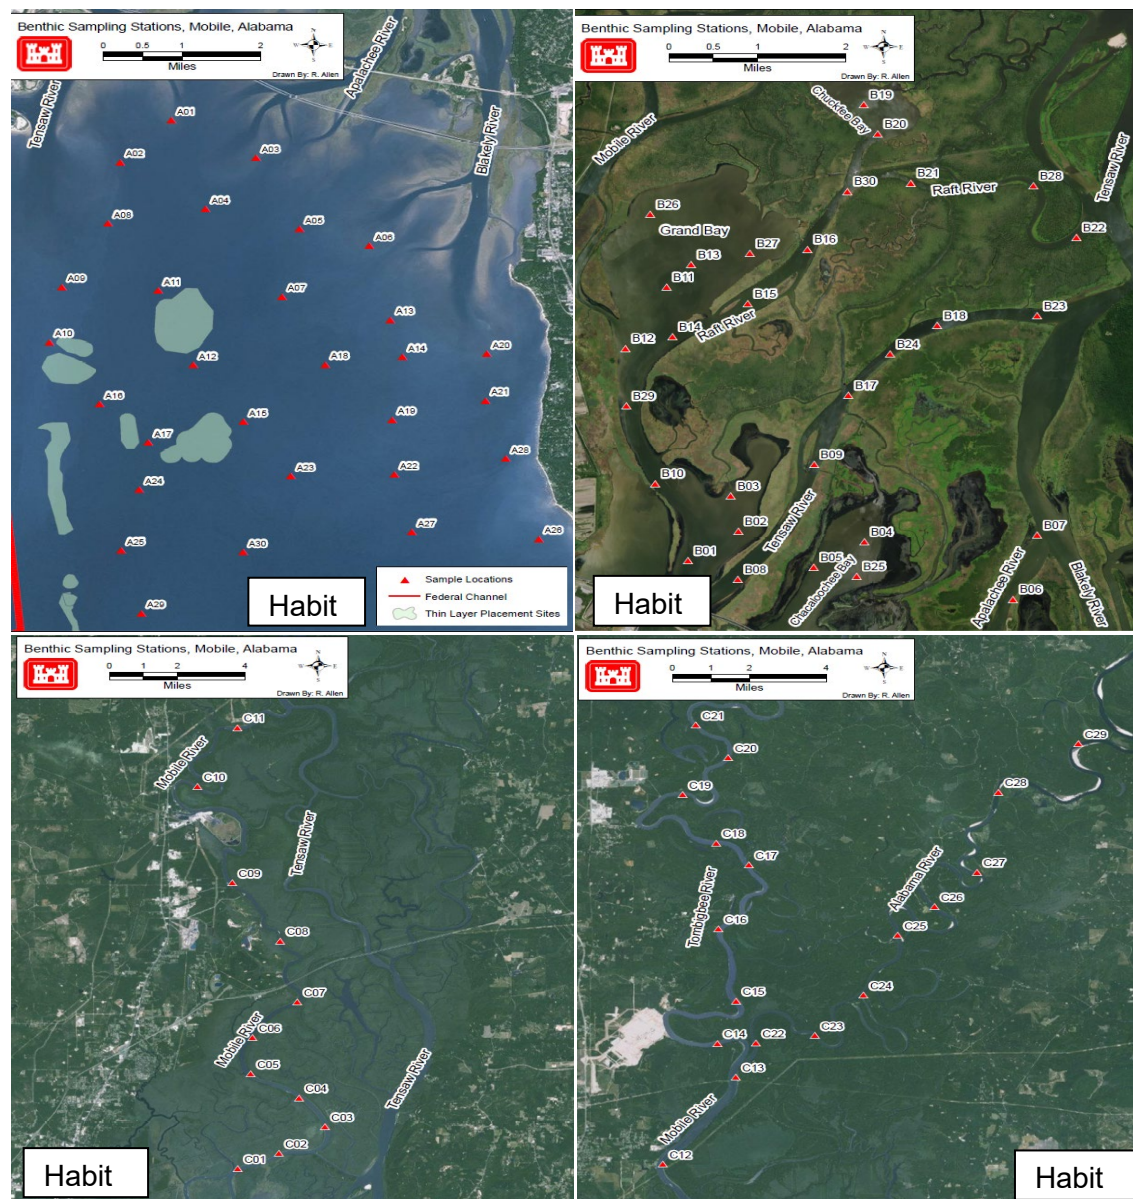 Benthic Sampling Stations, Mobile, Alabama
0 0.5 1 2
Miles
N
W E
S
Drawn By: R. Allen
Tensaw River
Apalachee River
Blakely River
A01
A02
A03
A04
A08
A05
A06
A09
A11
A07
A13
A10
A12
A18
A14
A20
A16
A15
A19
A21
A17
A23
A22
A28
A24
A25
A30
A27
A26
A29
Habit
Sample Locations
Federal Channel
Thin Layer Placement Sites
Benthic Sampling Stations, Mobile, Alabama
0 0.5 1 2
Miles
N
W E
S
Drawn By: R. Allen
Mobile River
Chuckfee Bay
B19
B20
Tensaw River
B21
B28
B30
Raft River
B26
Grand Bay
B22
B27
B16
B13
B11
B15
B14
Raft River
B12
B18
B23
B24
B29
B17
B09
B10
B03
Tensaw River
B02
B04
B07
B01
B05
B08
B25
Chacaloochee Bay
Apalachee River
B06
Blakely River
Habit
Benthic Sampling Stations, Mobile, Alabama
0 1 2 4
Miles
N
W E
S
Drawn By: R. Allen
C11
Mobile River
C10
Tensaw River
C09
C08
C07
C06
Mobile River
C05
C04
Tensaw River
C03
C02
C01
Habit
Benthic Sampling Stations, Mobile, Alabama
0 1 2 4
Miles
N
W E
S
Drawn By: R. Allen
C21
C20
C29
C19
C28
C18
C17
C27
Alabama River
Tombigbee River
C26
C16
C25
C15
C24
C14
C22
C23
C13
Mobile River
C12
Habit